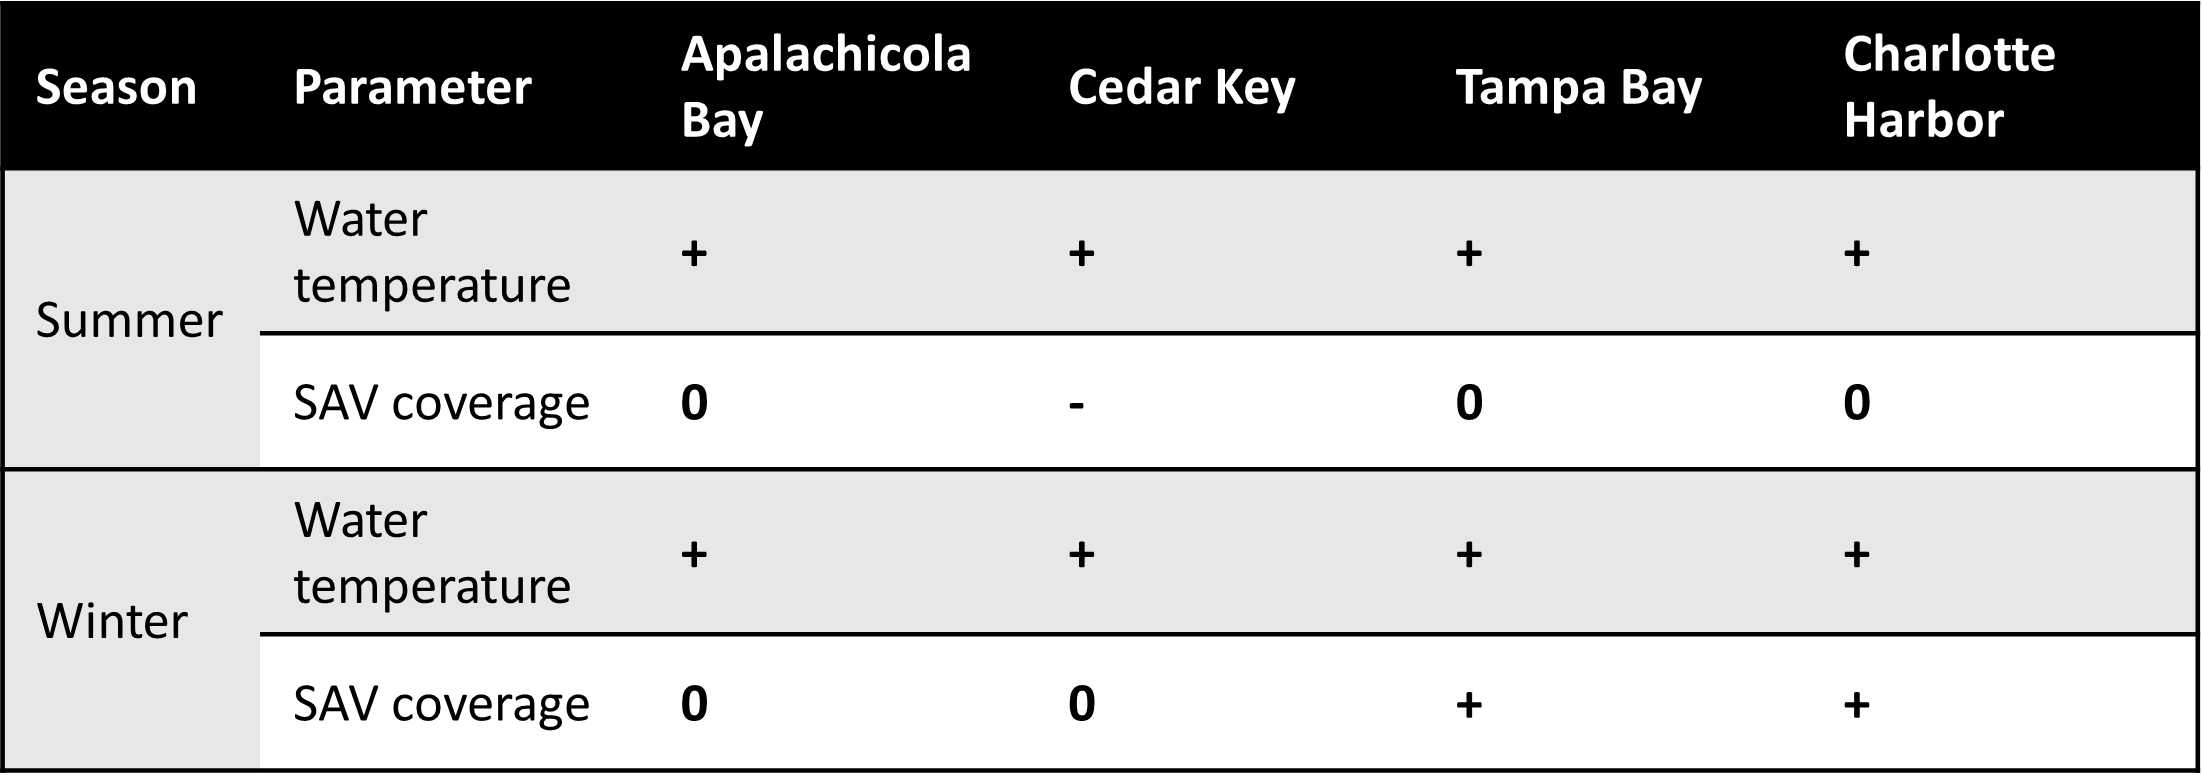 Season Parameter Apalachicola Bay Cedar Key Tampa Bay Charlotte Harbor
Summer
Water temperature + + + +
SAV coverage 0 - 0 0
Winter
Water temperature + + + +
SAV coverage 0 0 + +